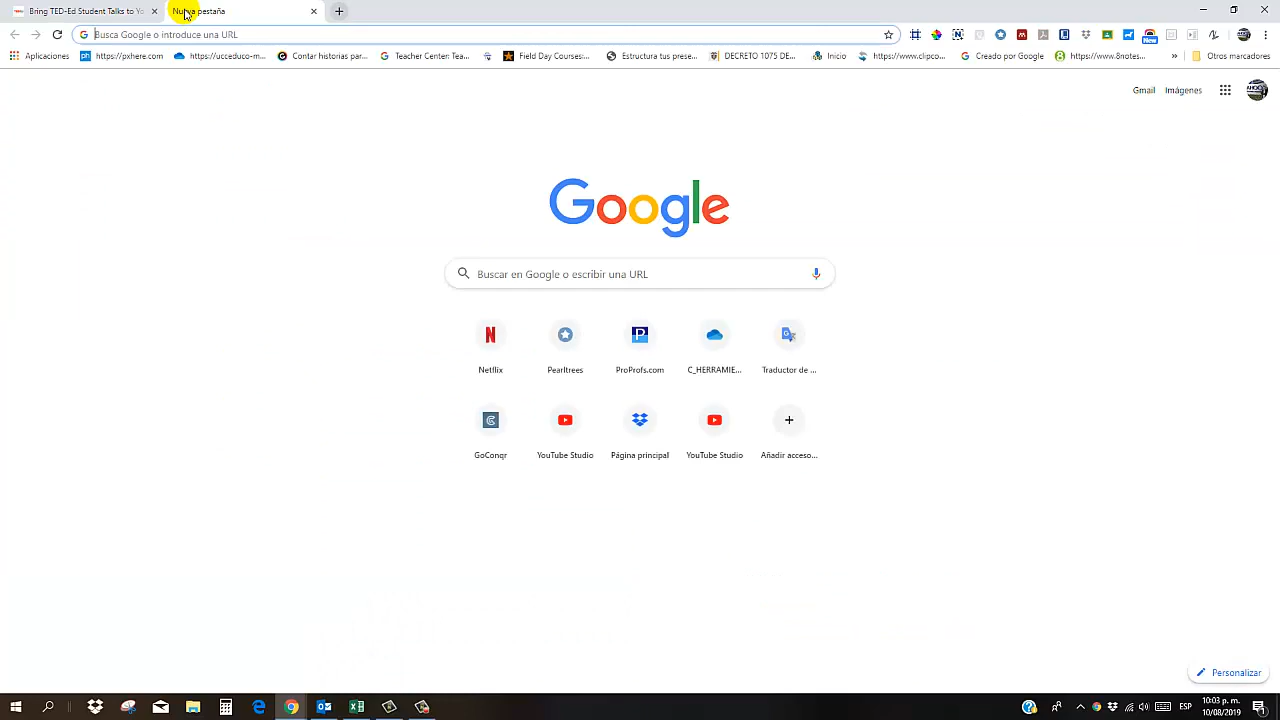 Bring TED-Ed Student Talks to Yo
Nueva pestaña
Busca Google o introduce una URL
New
Aplicaciones
https://pxhere.com
https://ucceduco-m...
Contar historias par...
Teacher Center: Tea...
Field Day Courses:...
Estructura tus prese...
DECRETO 1075 DE...
Inicio
https://www.clipco...
Creado por Google
https://www.8notes...
»
Otros marcadores
Gmail
Imágenes
Google
Buscar en Google o escribir una URL
Netflix
Pearltrees
ProProfs.com
C_HERRAMIE...
Traductor de ...
GoConqr
YouTube Studio
Página principal
YouTube Studio
Añadir acceso...
Personalizar
ESP
10:03 p. m.
10/08/2019